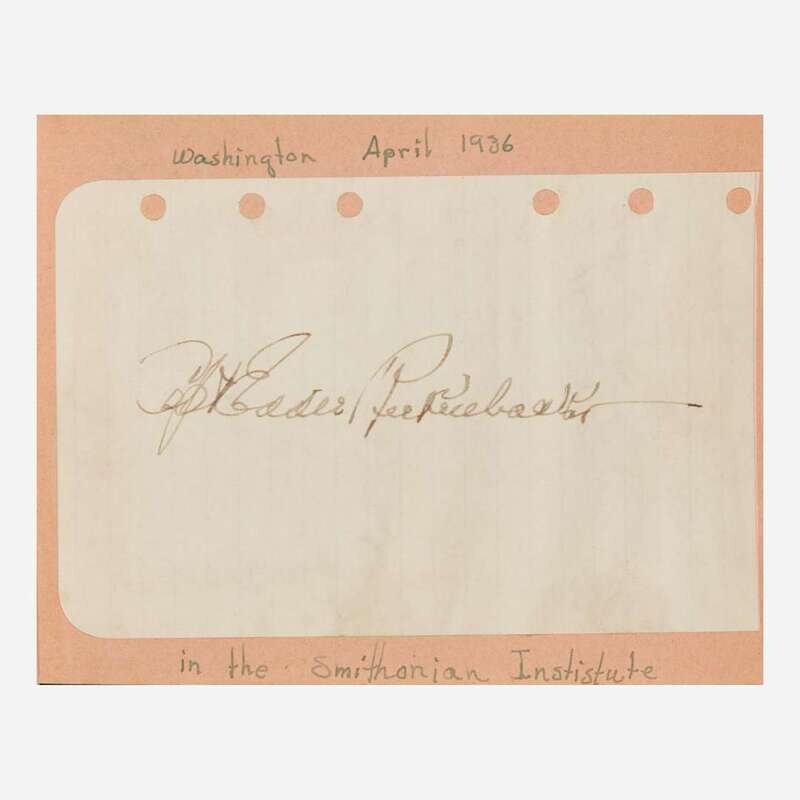 Washington April 1936
Eddie Rickenbacker
in the Smithonian Instistute